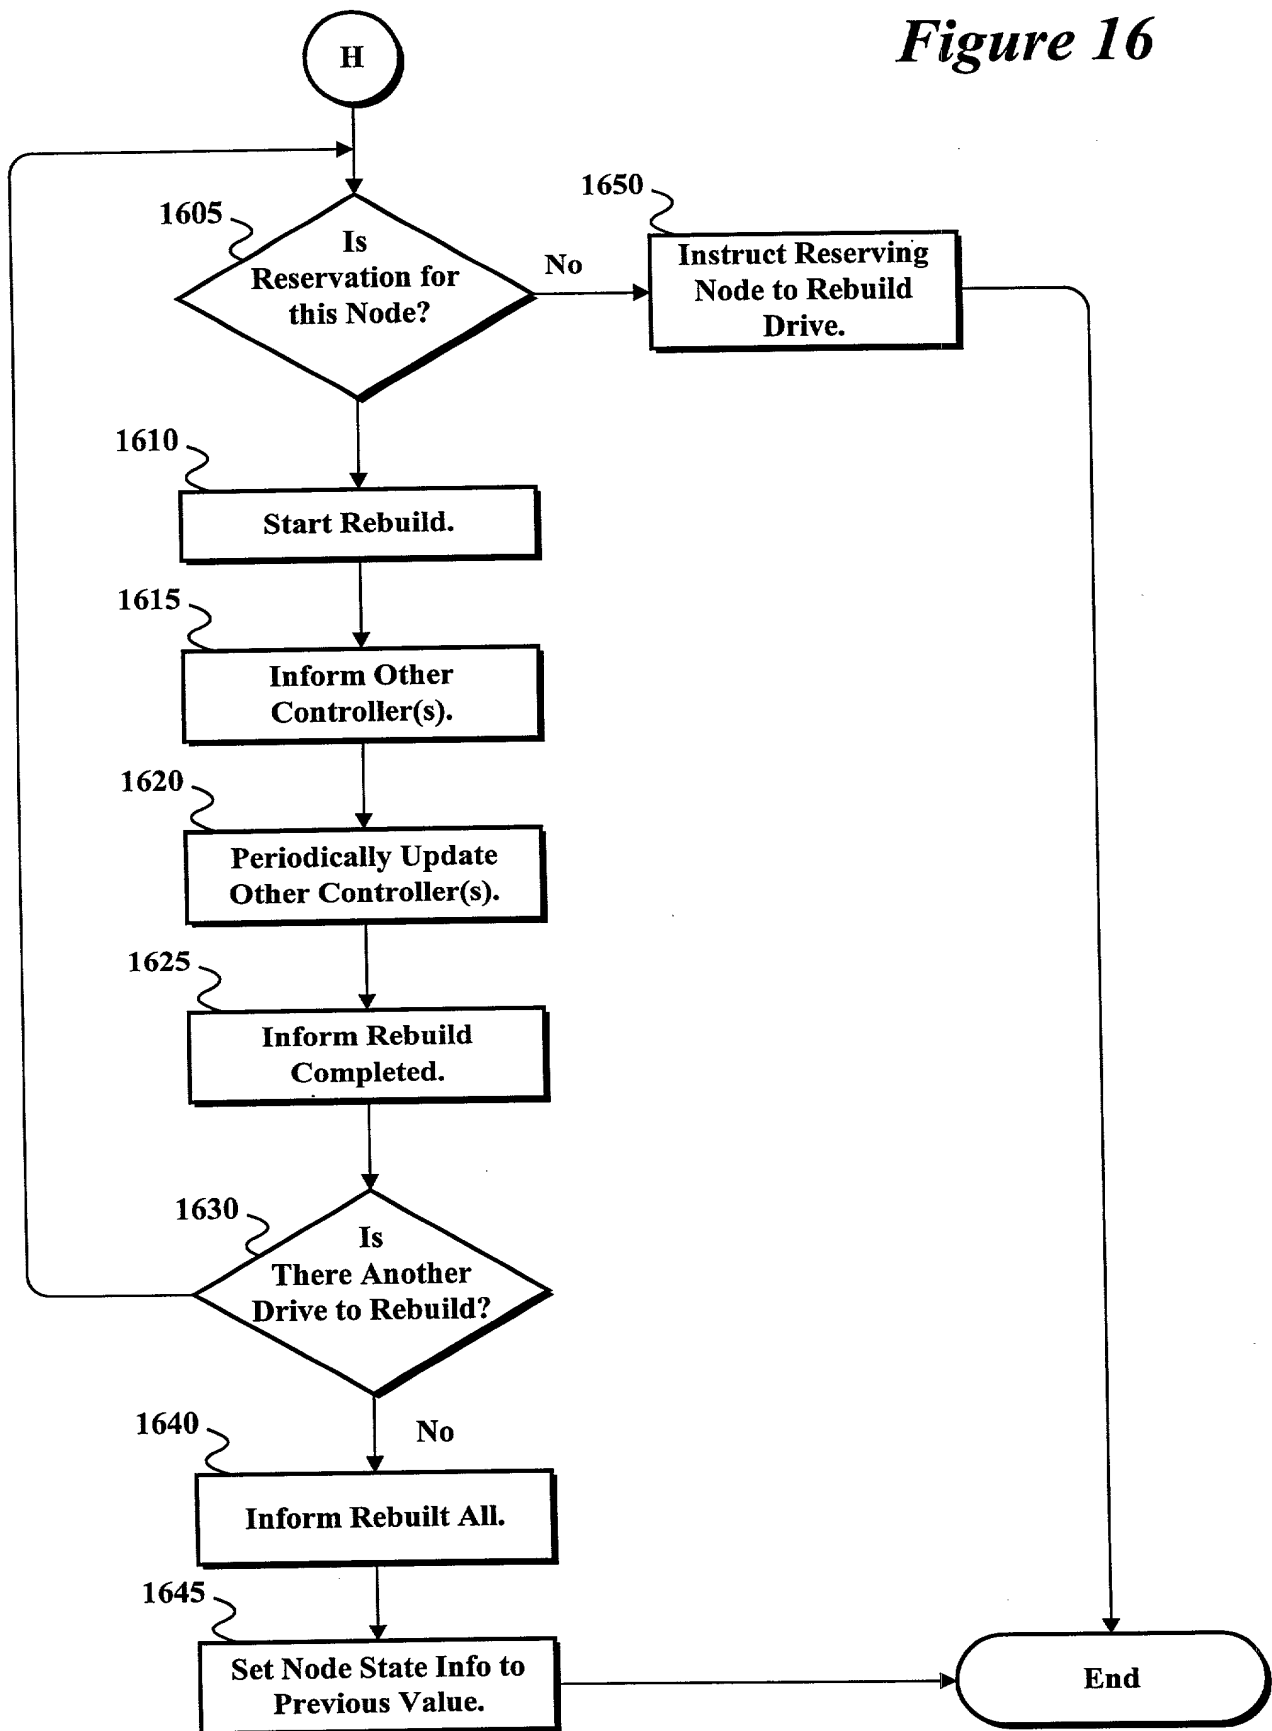 Figure 16
H
1605
Is
Reservation for
this Node?
No
1650
Instruct Reserving
Node to Rebuild
Drive.
1610
Start Rebuild.
1615
Inform Other
Controller(s).
1620
Periodically Update
Other Controller(s).
1625
Inform Rebuild
Completed.
1630
Is
There Another
Drive to Rebuild?
No
1640
Inform Rebuilt All.
1645
Set Node State Info to
Previous Value.
End